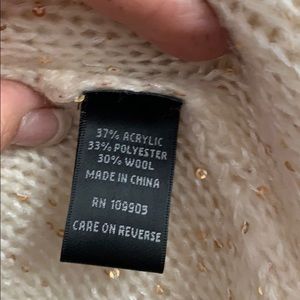 37% ACRYLIC
33% POLYESTER
30% WOOL
MADE IN CHINA
RN 109903
CARE ON REVERSE